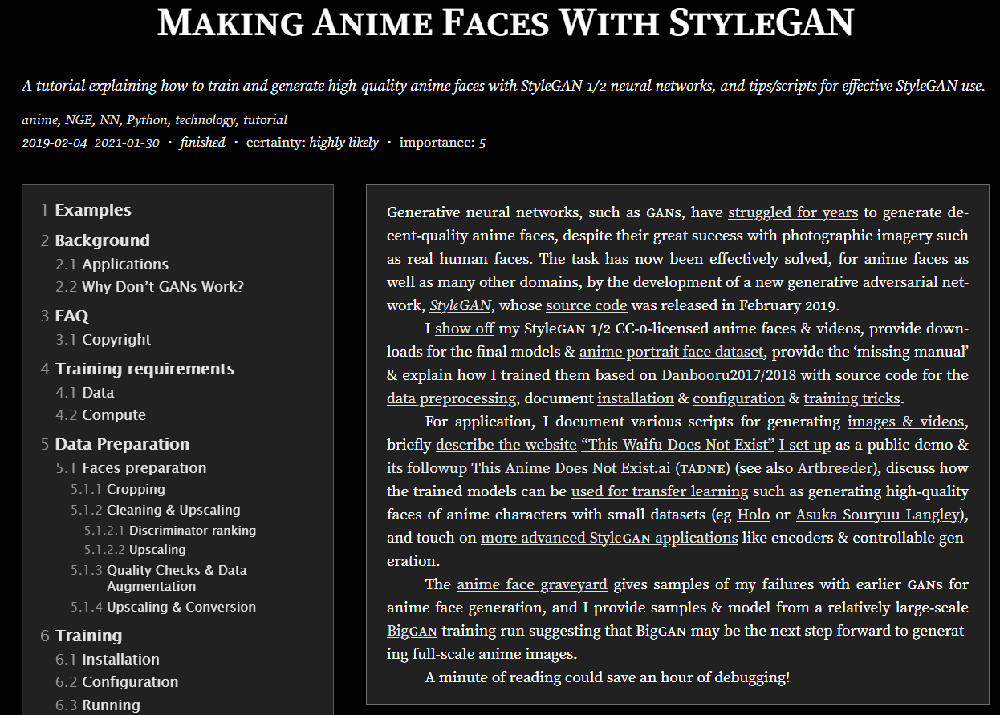 Making Anime Faces With StyleGAN
A tutorial explaining how to train and generate high-quality anime faces with StyleGAN 1/2 neural networks, and tips/scripts for effective StyleGAN use.
anime, NGE, NN, Python, technology, tutorial
2019-02-04–2021-01-30 · finished · certainty: highly likely · importance: 5
1 Examples
2 Background
2.1 Applications
2.2 Why Don’t GANs Work?
3 FAQ
3.1 Copyright
4 Training requirements
4.1 Data
4.2 Compute
5 Data Preparation
5.1 Faces preparation
5.1.1 Cropping
5.1.2 Cleaning & Upscaling
5.1.2.1 Discriminator ranking
5.1.2.2 Upscaling
5.1.3 Quality Checks & Data
Augmentation
5.1.4 Upscaling & Conversion
6 Training
6.1 Installation
6.2 Configuration
6.3 Running
Generative neural networks, such as GANs, have struggled for years to generate de-
cent-quality anime faces, despite their great success with photographic imagery such
as real human faces. The task has now been effectively solved, for anime faces as
well as many other domains, by the development of a new generative adversarial net-
work, StyleGAN, whose source code was released in February 2019.
I show off my StyleGAN 1/2 CC-0-licensed anime faces & videos, provide down-
loads for the final models & anime portrait face dataset, provide the ‘missing manual’
& explain how I trained them based on Danbooru2017/2018 with source code for the
data preprocessing, document installation & configuration & training tricks.
For application, I document various scripts for generating images & videos,
briefly describe the website “This Waifu Does Not Exist” I set up as a public demo &
its followup This Anime Does Not Exist.ai (TADNE) (see also Artbreeder), discuss how
the trained models can be used for transfer learning such as generating high-quality
faces of anime characters with small datasets (eg Holo or Asuka Souryuu Langley),
and touch on more advanced StyleGAN applications like encoders & controllable gen-
eration.
The anime face graveyard gives samples of my failures with earlier GANs for
anime face generation, and I provide samples & model from a relatively large-scale
BigGAN training run suggesting that BigGAN may be the next step forward to generat-
ing full-scale anime images.
A minute of reading could save an hour of debugging!